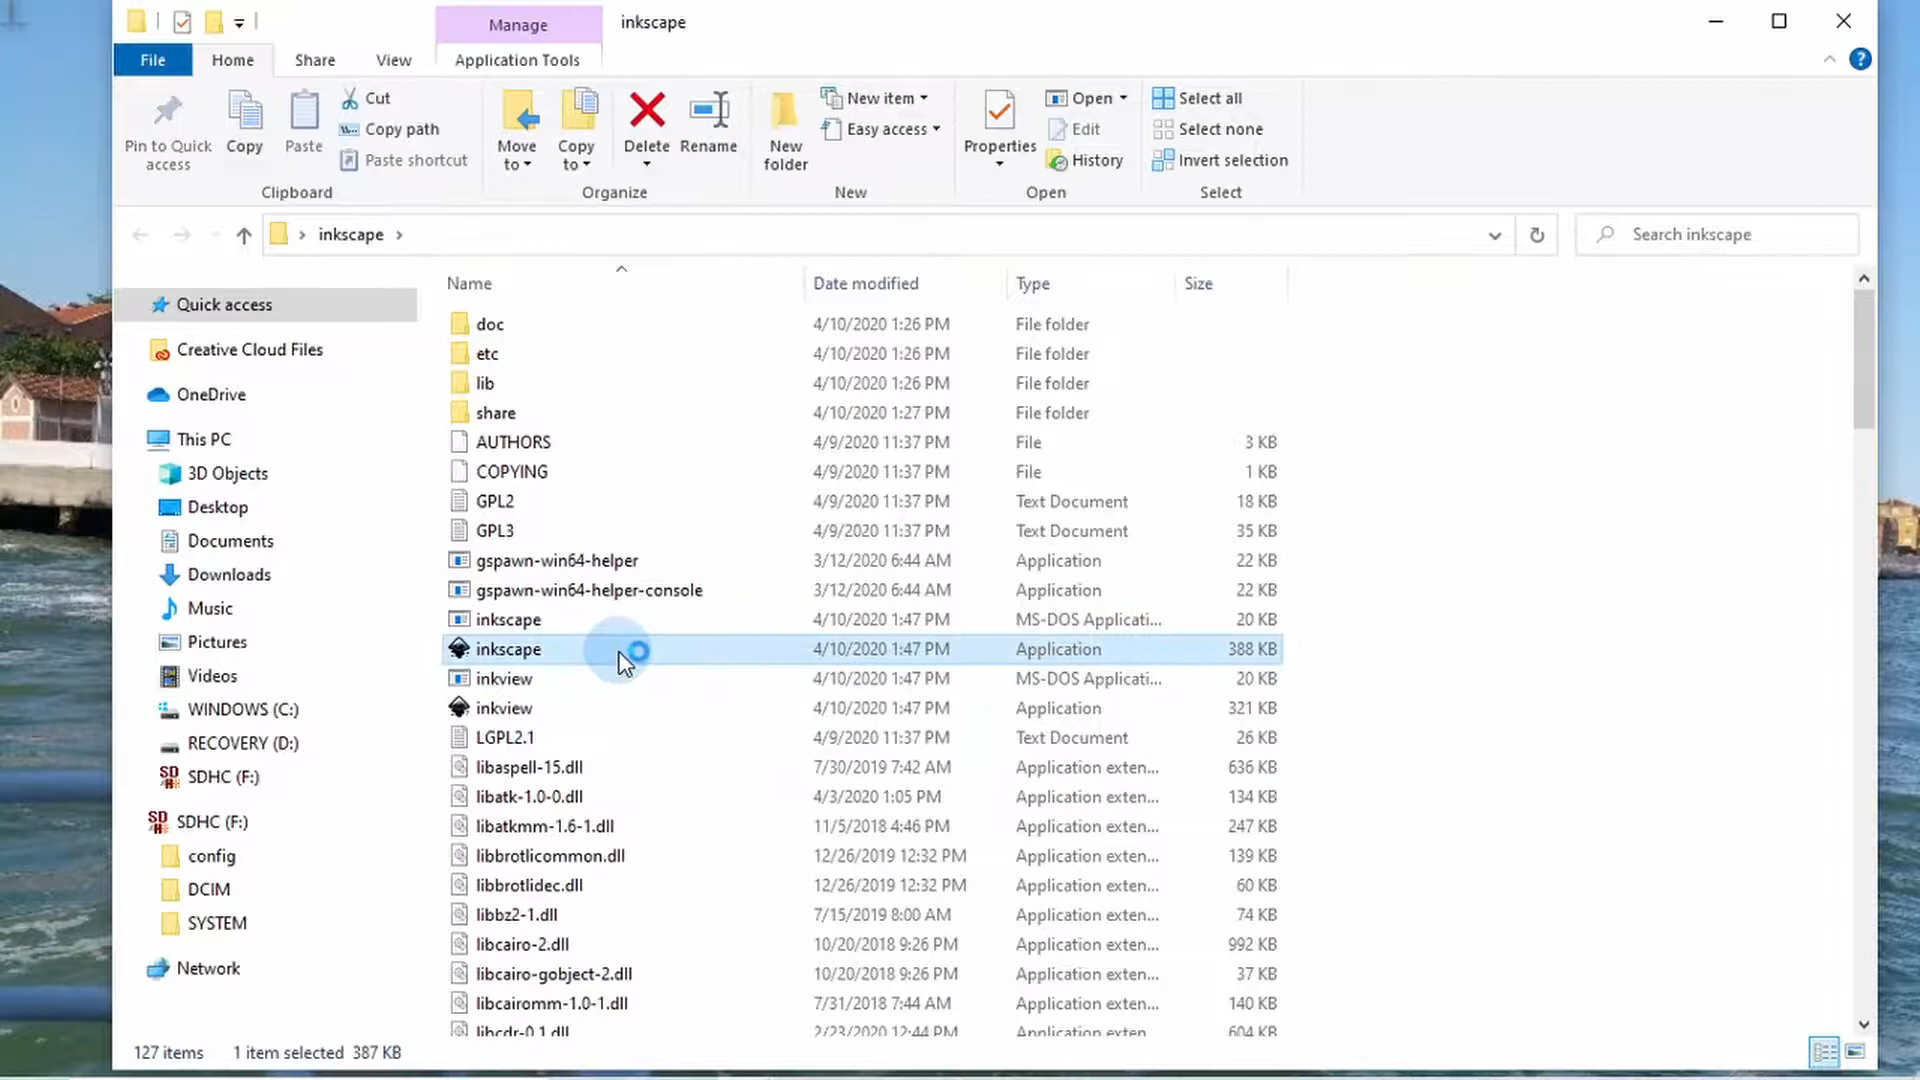 Manage
inkscape
File
Home
Share
View
Application Tools
Pin to Quick access
Copy
Paste
Cut
Copy path
Paste shortcut
Clipboard
Move to
Copy to
Delete
Rename
Organize
New folder
New item
Easy access
New
Properties
Open
Edit
History
Open
Select all
Select none
Invert selection
Select
inkscape
Search inkscape
Quick access
Creative Cloud Files
OneDrive
This PC
3D Objects
Desktop
Documents
Downloads
Music
Pictures
Videos
WINDOWS (C:)
RECOVERY (D:)
SDHC (F:)
SDHC (F:)
config
DCIM
SYSTEM
Network
Name Date modified Type Size
doc 4/10/2020 1:26 PM File folder
etc 4/10/2020 1:26 PM File folder
lib 4/10/2020 1:26 PM File folder
share 4/10/2020 1:27 PM File folder
AUTHORS 4/9/2020 11:37 PM File 3 KB
COPYING 4/9/2020 11:37 PM File 1 KB
GPL2 4/9/2020 11:37 PM Text Document 18 KB
GPL3 4/9/2020 11:37 PM Text Document 35 KB
gspawn-win64-helper 3/12/2020 6:44 AM Application 22 KB
gspawn-win64-helper-console 3/12/2020 6:44 AM Application 22 KB
inkscape 4/10/2020 1:47 PM MS-DOS Applicati... 20 KB
inkscape 4/10/2020 1:47 PM Application 388 KB
inkview 4/10/2020 1:47 PM MS-DOS Applicati... 20 KB
inkview 4/10/2020 1:47 PM Application 321 KB
LGPL2.1 4/9/2020 11:37 PM Text Document 26 KB
libaspell-15.dll 7/30/2019 7:42 AM Application exten... 636 KB
libatk-1.0-0.dll 4/3/2020 1:05 PM Application exten... 134 KB
libatkmm-1.6-1.dll 11/5/2018 4:46 PM Application exten... 247 KB
libbrotlicommon.dll 12/26/2019 12:32 PM Application exten... 139 KB
libbrotlidec.dll 12/26/2019 12:32 PM Application exten... 60 KB
libbz2-1.dll 7/15/2019 8:00 AM Application exten... 74 KB
libcairo-2.dll 10/20/2018 9:26 PM Application exten... 992 KB
libcairo-gobject-2.dll 10/20/2018 9:26 PM Application exten... 37 KB
libcairomm-1.0-1.dll 7/31/2018 7:44 AM Application exten... 140 KB
libcdr-0.1.dll 2/23/2020 12:44 PM Application exten... 604 KB
127 items 1 item selected 387 KB